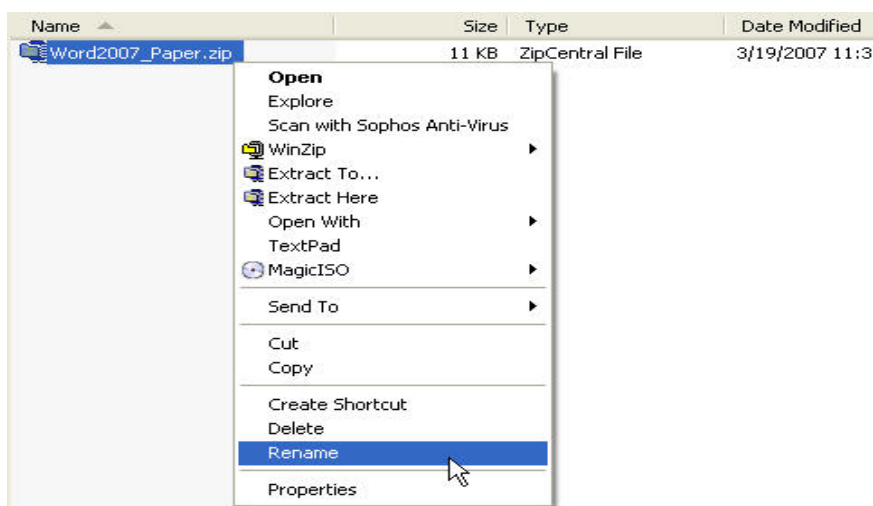 Name Size Type Date Modified
Word2007_Paper.zip 11 KB ZipCentral File 3/19/2007 11:3
Open
Explore
Scan with Sophos Anti-Virus
WinZip
Extract To...
Extract Here
Open With
TextPad
MagicISO
Send To
Cut
Copy
Create Shortcut
Delete
Rename
Properties